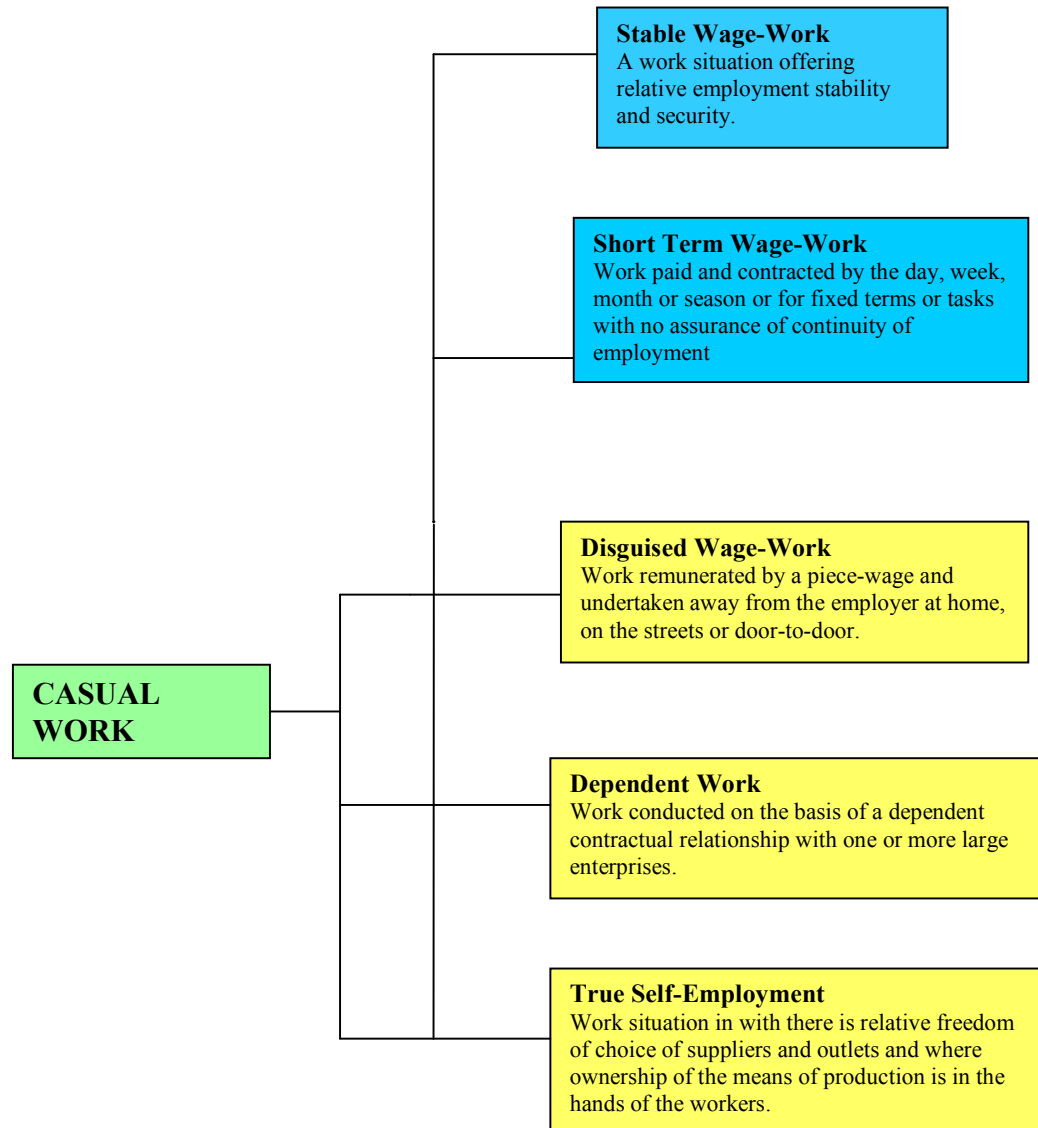 Stable Wage-Work
A work situation offering
relative employment stability
and security.
Short Term Wage-Work
Work paid and contracted by the day, week,
month or season or for fixed terms or tasks
with no assurance of continuity of
employment
Disguised Wage-Work
Work remunerated by a piece-wage and
undertaken away from the employer at home,
on the streets or door-to-door.
CASUAL
WORK
Dependent Work
Work conducted on the basis of a dependent
contractual relationship with one or more large
enterprises.
True Self-Employment
Work situation in with there is relative freedom
of choice of suppliers and outlets and where
ownership of the means of production is in the
hands of the workers.